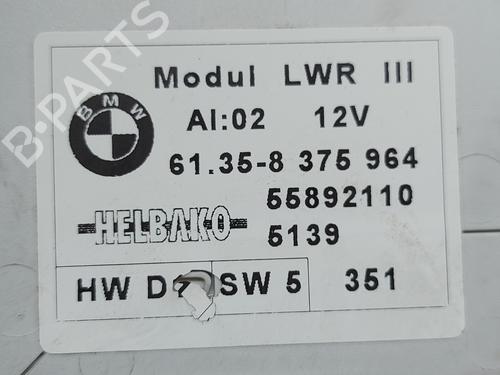 Modul LWR III
BMW
AI:02 12V
61.35-8 375 964
55892110
HELBAKO
5139
HW SW 5 351
B-PARTS